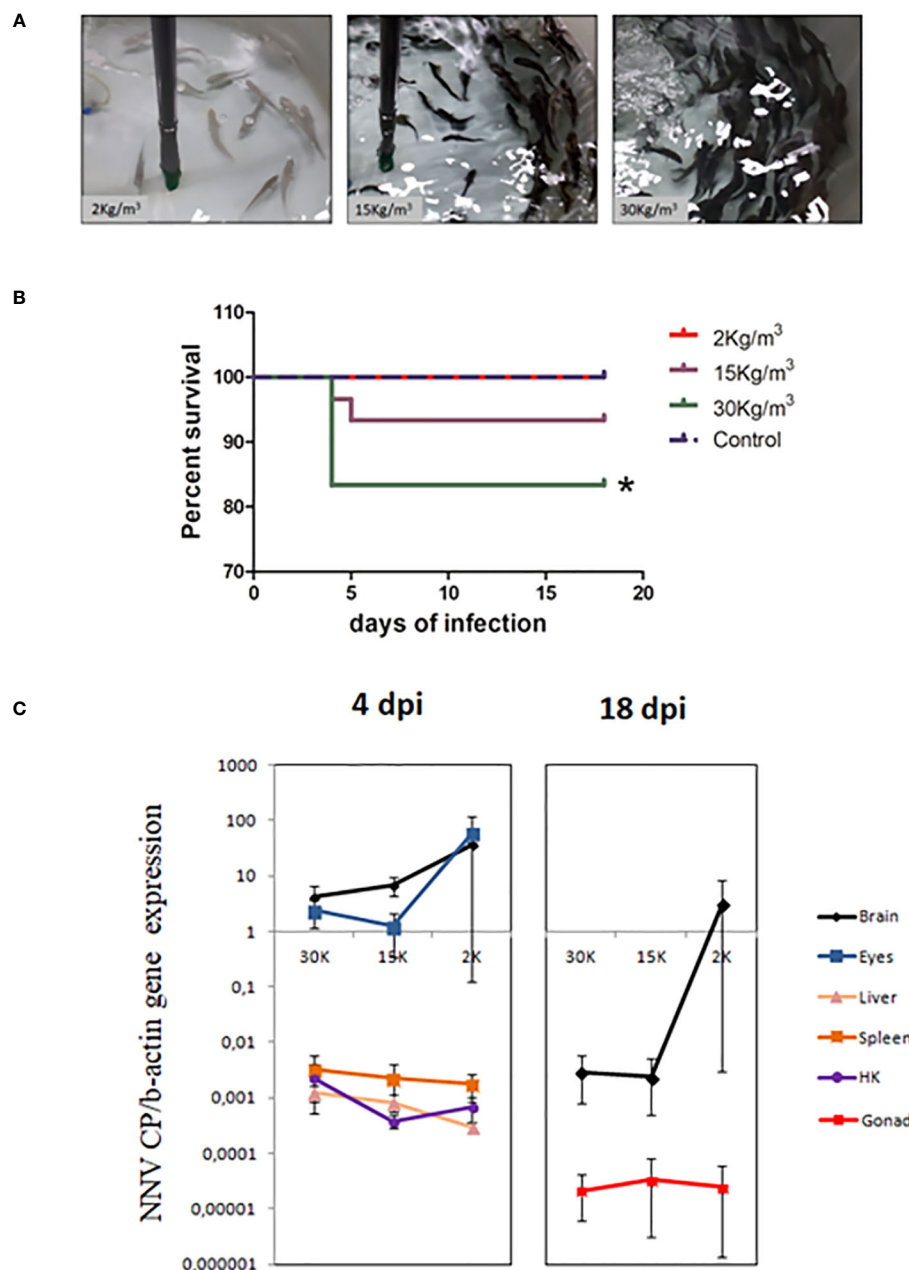 A
2Kg/m³
15Kg/m³
30Kg/m³
B
110
100
90
80
70
Percent survival
0
5
10
15
20
days of infection
2Kg/m³
15Kg/m³
30Kg/m³
Control
*
C
4 dpi
18 dpi
NNV CP/b-actin gene expression
1000
100
10
1
0,1
0,01
0,001
0,0001
0,00001
0,000001
30K
15K
2K
30K
15K
2K
Brain
Eyes
Liver
Spleen
HK
Gonad